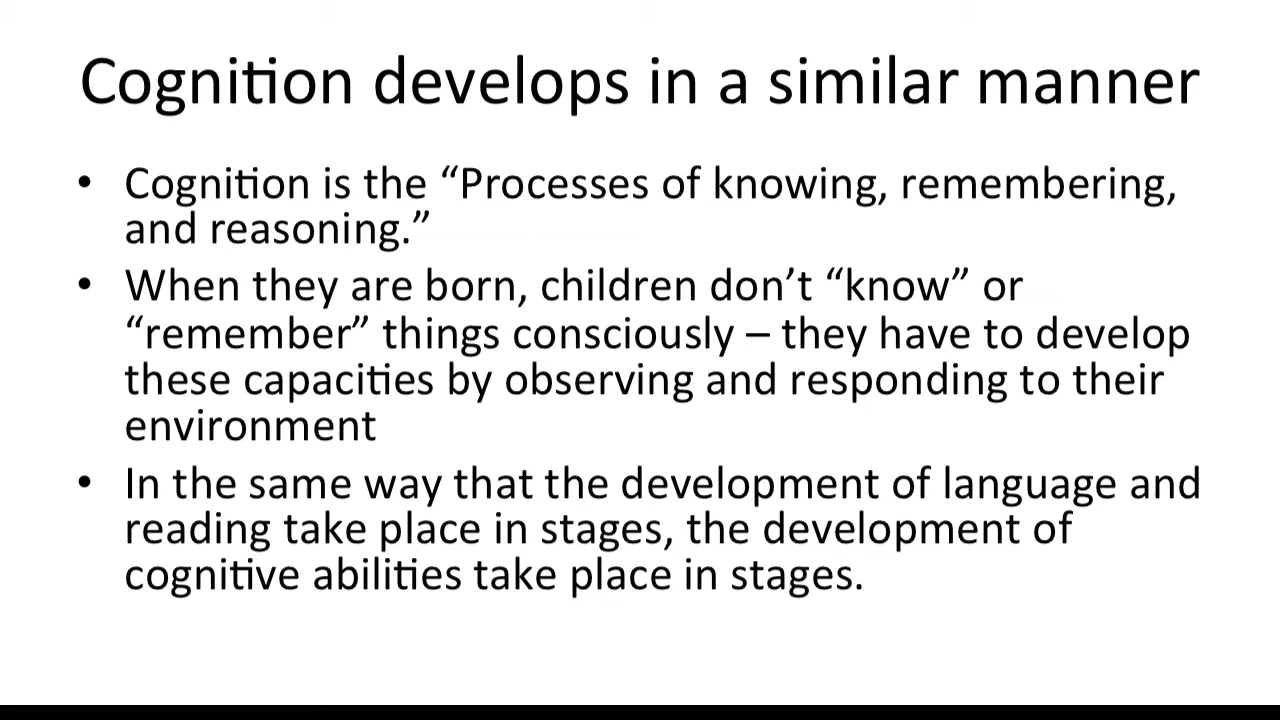 Cognition develops in a similar manner
• Cognition is the “Processes of knowing, remembering,
and reasoning.”
• When they are born, children don’t “know” or
“remember” things consciously – they have to develop
these capacities by observing and responding to their
environment
• In the same way that the development of language and
reading take place in stages, the development of
cognitive abilities take place in stages.